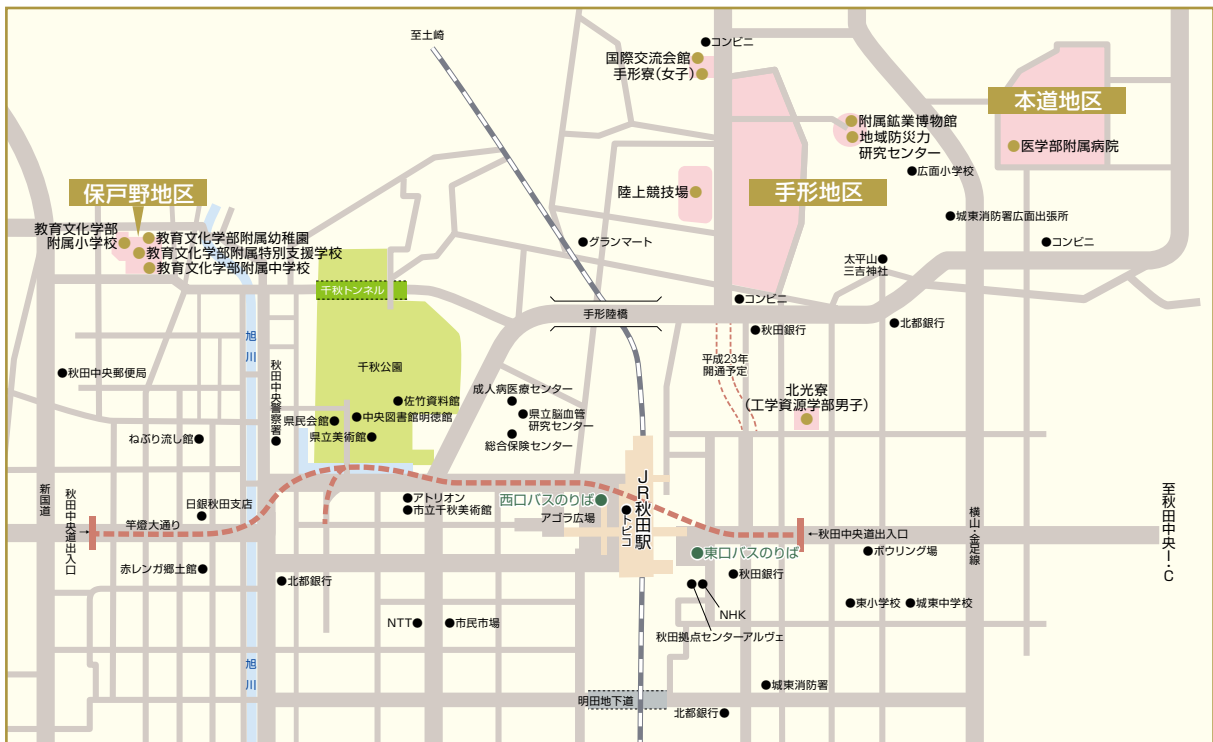 至土崎
コンビニ
国際交流会館
手形寮(女子)
本道地区
附属鉱業博物館
地域防災力
研究センター
医学部附属病院
広面小学校
保戸野地区
陸上競技場
手形地区
城東消防署広面出張所
教育文化学部
附属小学校
教育文化学部附属幼稚園
教育文化学部附属特別支援学校
教育文化学部附属中学校
グランマート
コンビニ
太平山
三吉神社
千秋トンネル
コンビニ
手形陸橋
北都銀行
秋田銀行
旭川
千秋公園
平成23年
開通予定
秋田中央郵便局
秋田中央警察署
成人病医療センター
北光寮
(工学資源学部男子)
佐竹資料館
県民会館
中央図書館明徳館
県立脳血管
研究センター
ねぶり流し館
県立美術館
総合保険センター
新国道
秋田中央道出入口
日銀秋田支店
アトリオン
市立千秋美術館
西口バスのりば
JR秋田駅
トピコ
アゴラ広場
竿燈大通り
←秋田中央道出入口
横山・金足線
至秋田中央I・C
東口バスのりば
ボウリング場
赤レンガ郷土館
北都銀行
秋田銀行
NHK
秋田拠点センターアルヴェ
東小学校
城東中学校
NTT
市民市場
旭川
明田地下道
城東消防署
北都銀行